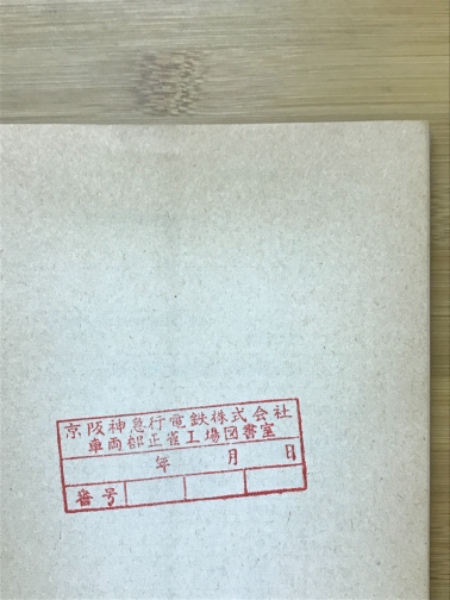 京阪神急行電鉄株式会社
車両部正雀工場図書室
年 月 日
番号